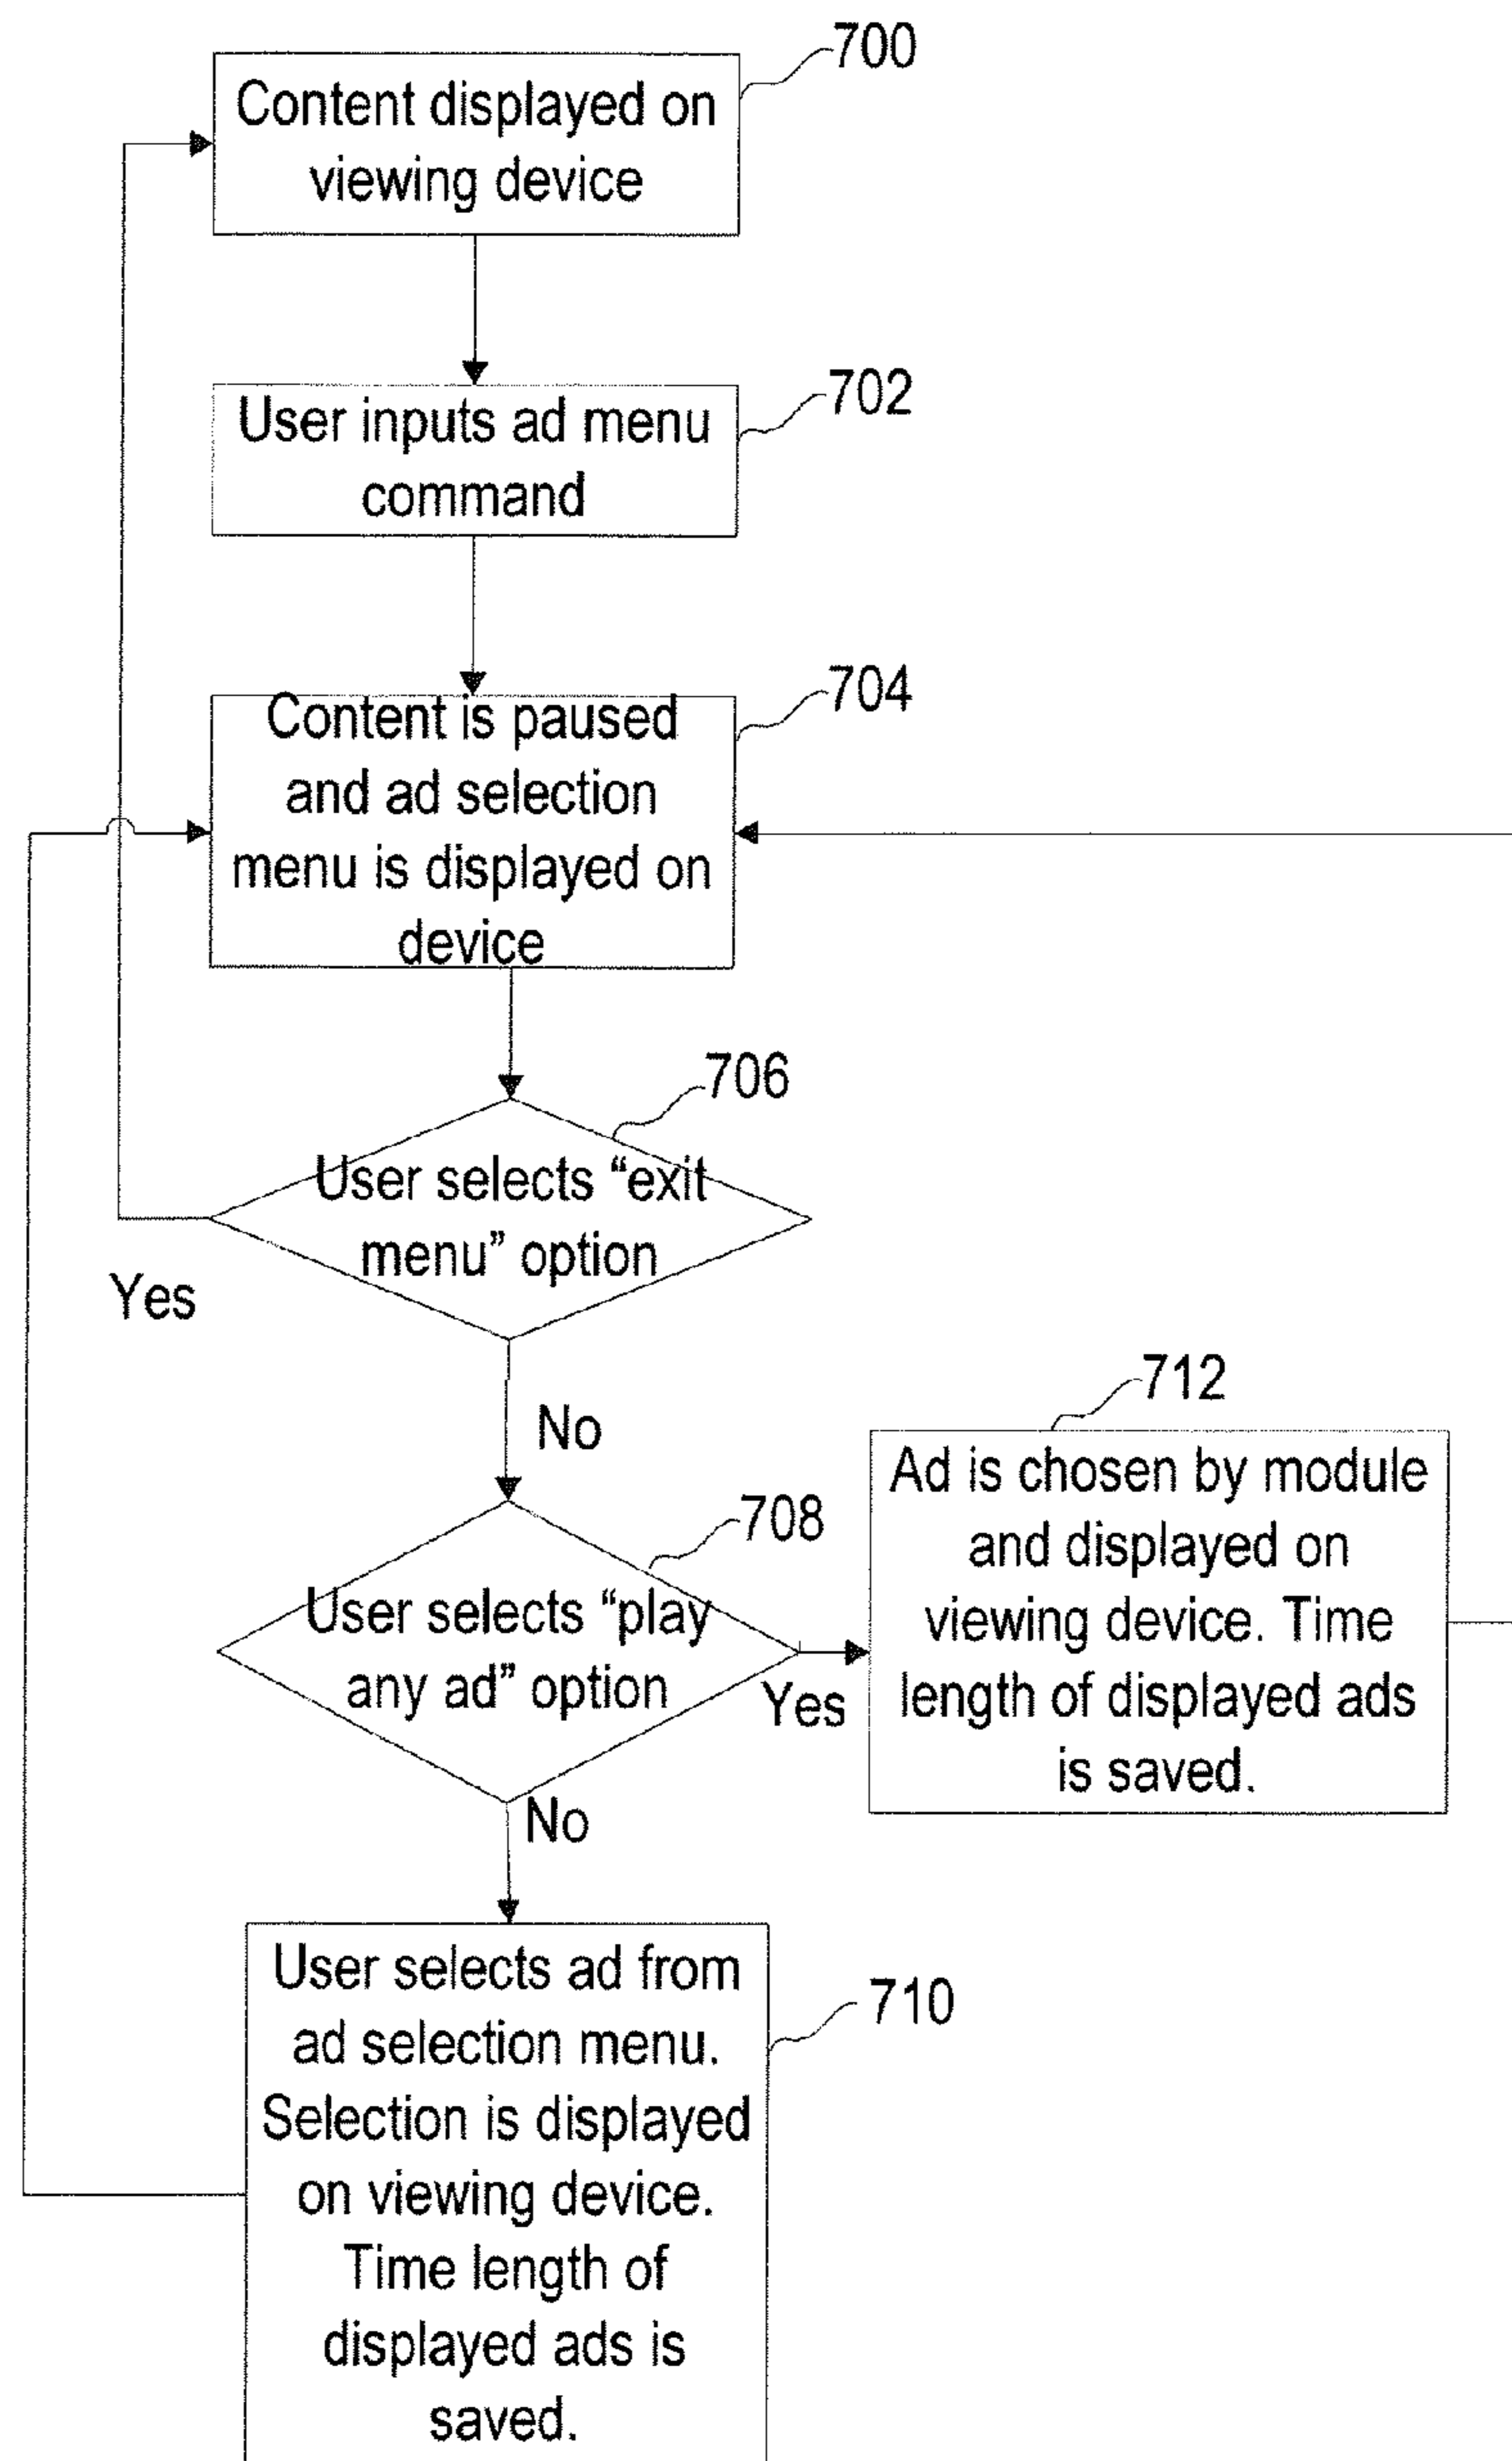 700
Content displayed on
viewing device
702
User inputs ad menu
command
704
Content is paused
and ad selection
menu is displayed on
device
706
User selects “exit
menu” option
Yes
No
712
Ad is chosen by module
and displayed on
viewing device. Time
length of displayed ads
is saved.
708
User selects “play
any ad” option
Yes
No
710
User selects ad from
ad selection menu.
Selection is displayed
on viewing device.
Time length of
displayed ads is
saved.